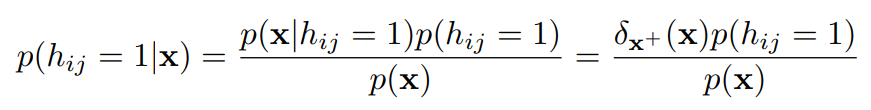 p(h_{ij} = 1|\mathbf{x}) = \frac{p(\mathbf{x}|h_{ij} = 1)p(h_{ij} = 1)}{p(\mathbf{x})} = \frac{\delta_{\mathbf{x}^+}(\mathbf{x})p(h_{ij} = 1)}{p(\mathbf{x})}